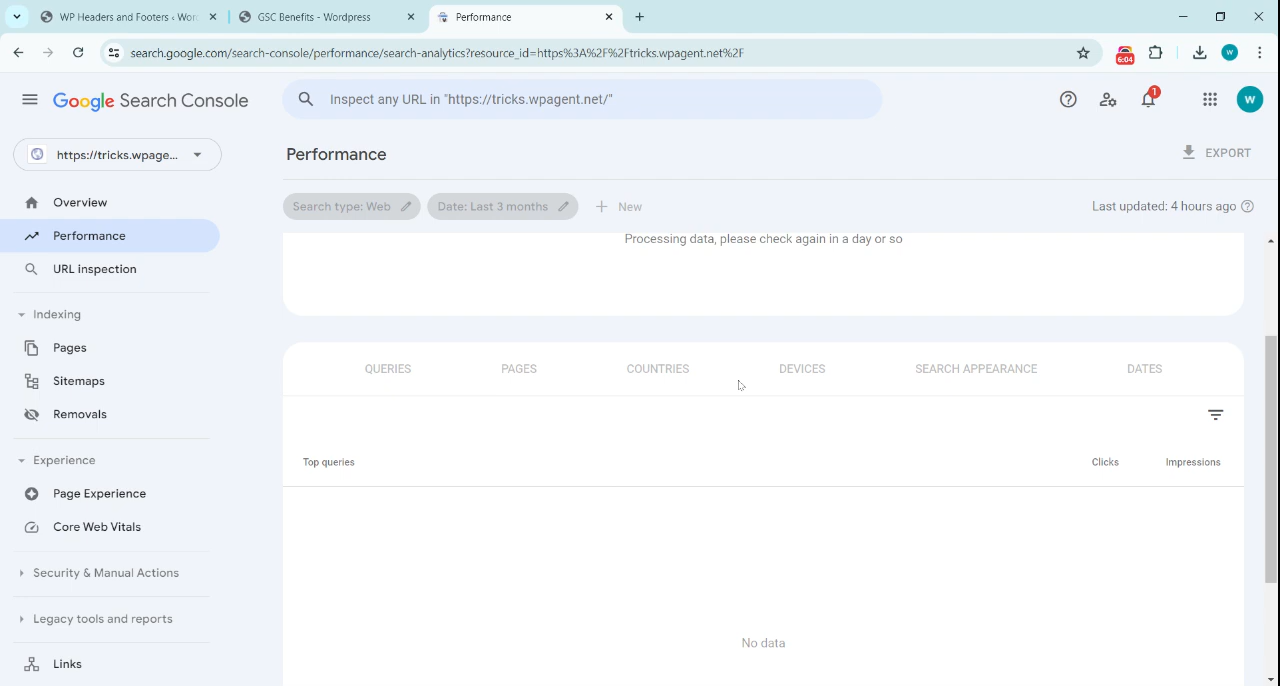 WP Headers and Footers ‹ Wor
GSC Benefits - Wordpress
Performance
search.google.com/search-console/performance/search-analytics?resource_id=https%3A%2F%2Ftricks.wpagent.net%2F
6:04
W
Google Search Console
Inspect any URL in "https://tricks.wpagent.net/"
1
W
https://tricks.wpage...
Performance
EXPORT
Search type: Web
Date: Last 3 months
New
Last updated: 4 hours ago
Overview
Performance
URL inspection
Indexing
Pages
Sitemaps
Removals
Experience
Page Experience
Core Web Vitals
Security & Manual Actions
Legacy tools and reports
Links
Processing data, please check again in a day or so
QUERIES
PAGES
COUNTRIES
DEVICES
SEARCH APPEARANCE
DATES
Top queries
Clicks
Impressions
No data